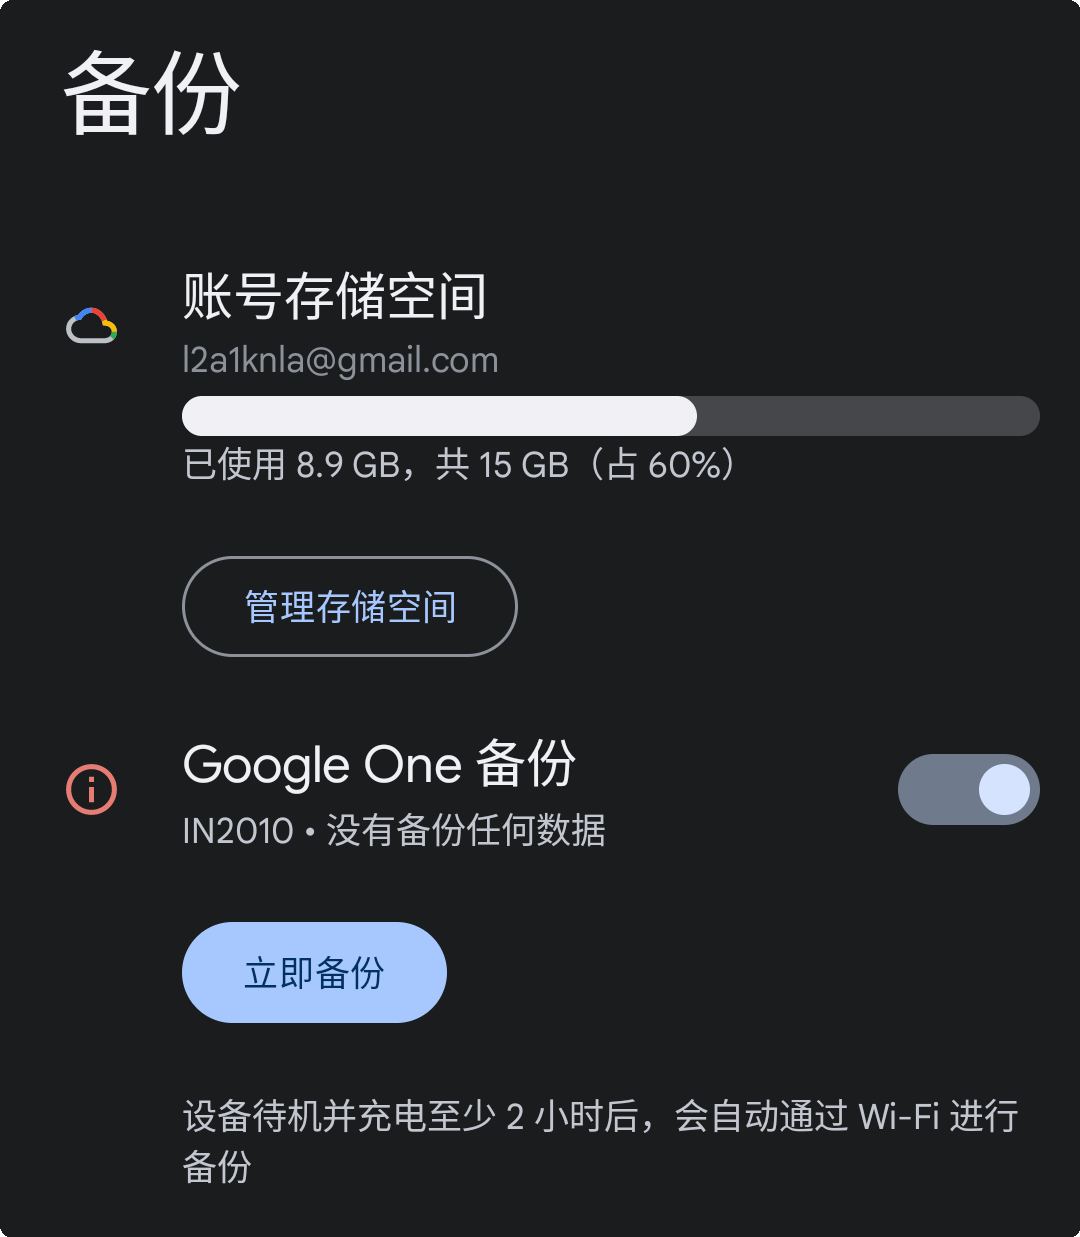 备份
账号存储空间
l2a1knla@gmail.com
已使用 8.9 GB，共 15 GB（占 60%）
管理存储空间
Google One 备份
IN2010 • 没有备份任何数据
立即备份
设备待机并充电至少 2 小时后，会自动通过 Wi-Fi 进行
备份